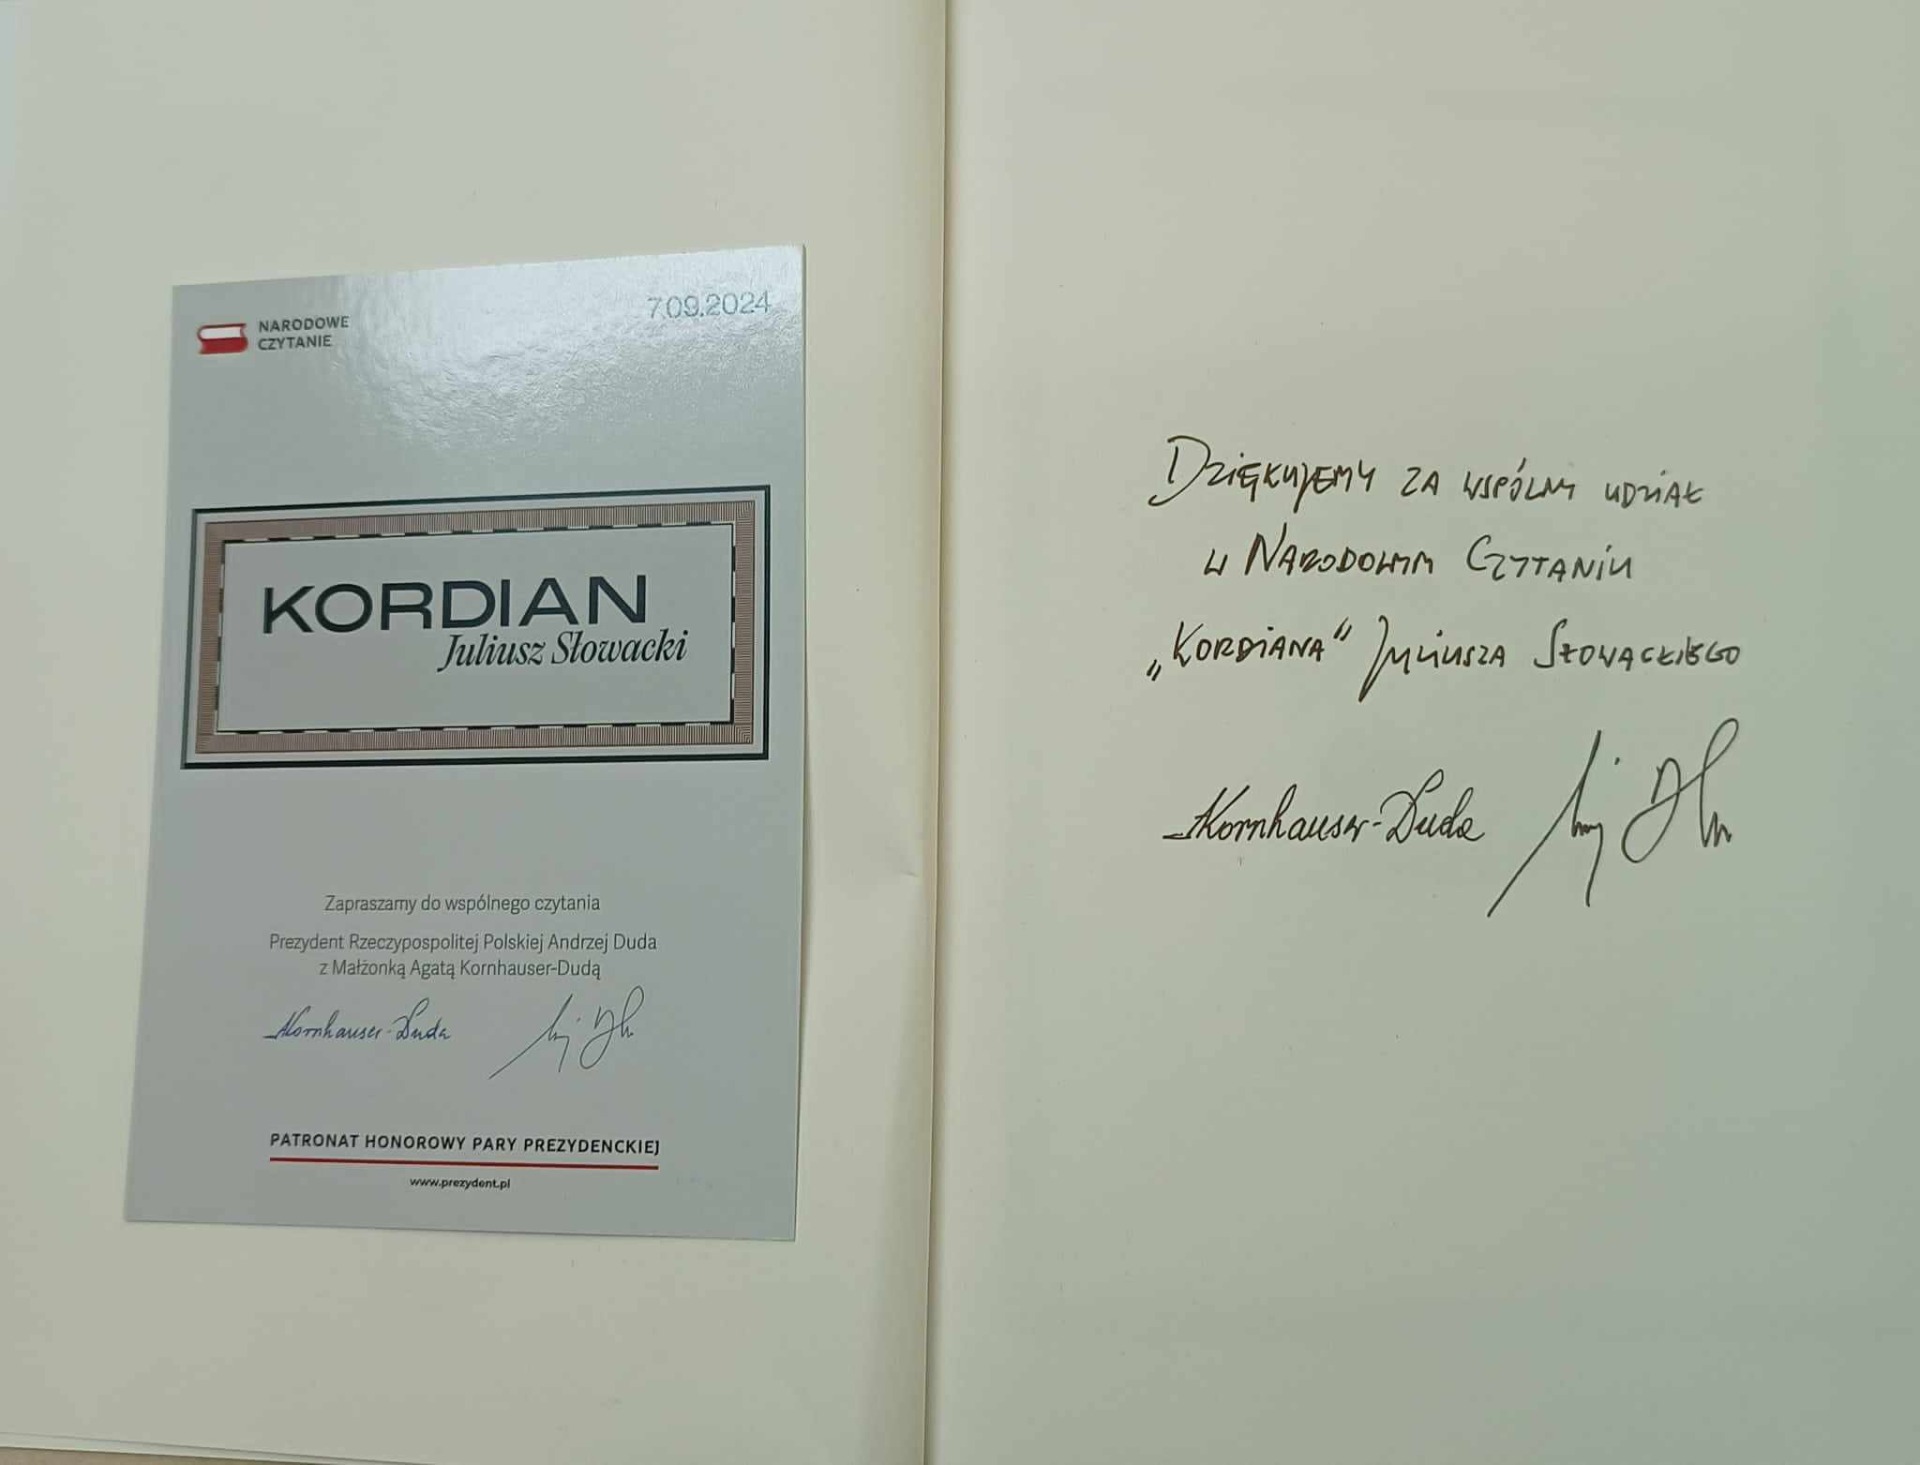 NARODOWE
CZYTANIE
7.09.2024
KORDIAN
Juliusz Słowacki
Zapraszamy do wspólnego czytania
Prezydent Rzeczypospolitej Polskiej Andrzej Duda
z Małżonką Agatą Kornhauser-Dudą
AKornhauser-Duda
PATRONAT HONOROWY PARY PREZYDENCKIEJ
www.prezydent.pl
Dziękujemy za wspólny udział
w Narodowym Czytaniu
„Kordiana” Juliusza Słowackiego
AKornhauser-Duda